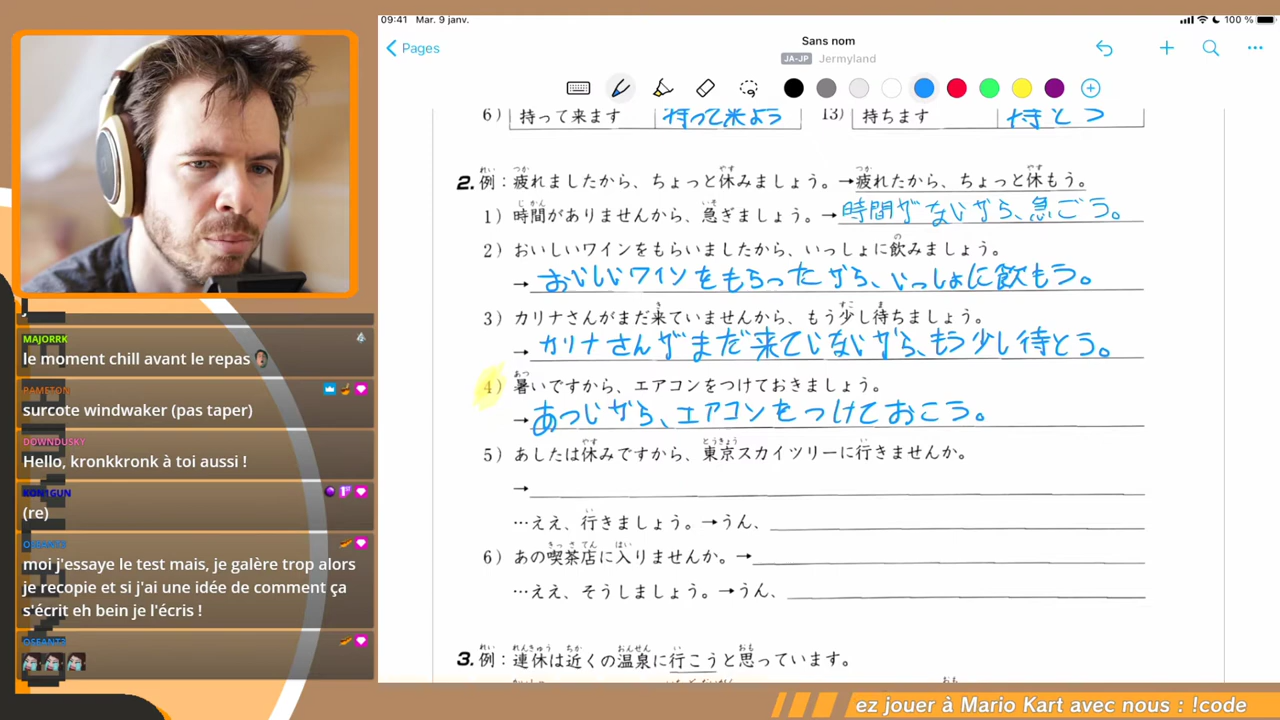 09:41 Mar. 9 janv.
100 %
Pages
Sans nom
JA-JP Jermyland
6) 持って来ます 持って来よう 13) 持ちます 待とう
2. 例：疲れましたから、ちょっと休みましょう。→疲れたから、ちょっと休もう。
1) 時間がありませんから、急ぎましょう。→時間がないから、急ごう。
2) おいしいワインをもらいましたから、いっしょに飲みましょう。
→おいしいワインをもらったから、いっしょに飲もう。
3) カリナさんがまだ来ていませんから、もう少し待ちましょう。
→カリナさんがまだ来ていないから、もう少し待とう。
4) 暑いですから、エアコンをつけておきましょう。
→あついから、エアコンをつけておこう。
5) あしたは休みですから、東京スカイツリーに行きませんか。
→
…ええ、行きましょう。→うん、
6) あの喫茶店に入りませんか。→
…ええ、そうしましょう。→うん、
3. 例：連休は近くの温泉に行こうと思っています。
MAJORRK
le moment chill avant le repas
PAMETON
surcote windwaker (pas taper)
DOWNDUSKY
Hello, kronkkronk à toi aussi !
KON1GUN
(re)
moi j'essaye le test mais, je galère trop alors
je recopie et si j'ai une idée de comment ça
s'écrit eh bein je l'écris !
ez jouer à Mario Kart avec nous : !code